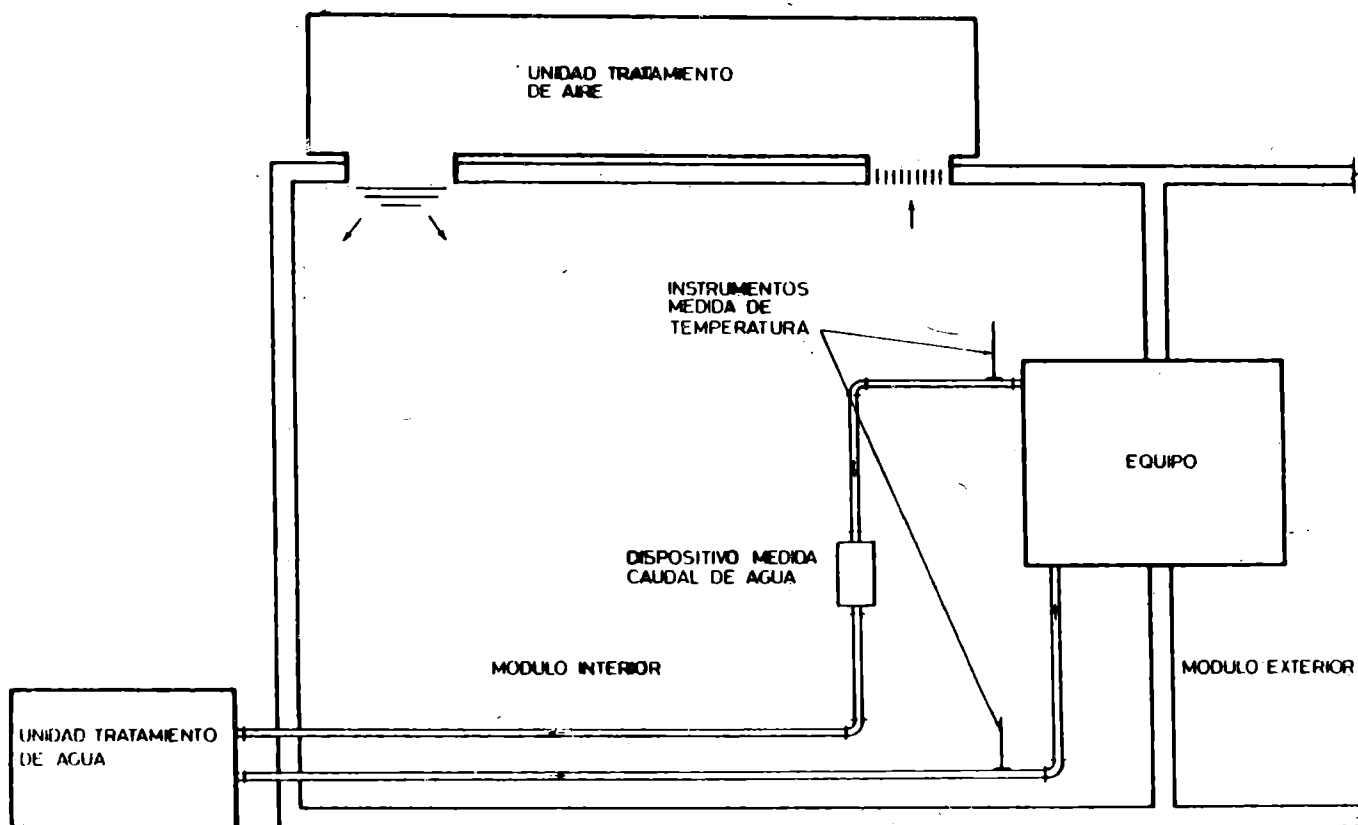 UNIDAD TRATAMIENTO
DE AIRE
INSTRUMENTOS
MEDIDA DE
TEMPERATURA
EQUIPO
DISPOSITIVO MEDIDA
CAUDAL DE AGUA
MODULO INTERIOR
MODULO EXTERIOR
UNIDAD TRATAMIENTO
DE AGUA